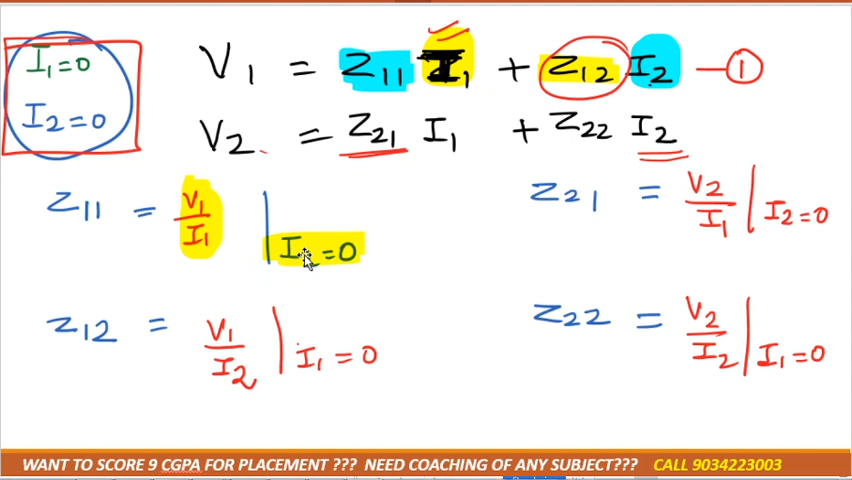 I1=0
I2=0
V1 = Z11 I1 + Z12 I2 —①
V2 = Z21 I1 + Z22 I2
Z11 = V1/I1 | I2=0
Z21 = V2/I1 | I2=0
Z12 = V1/I2 | I1=0
Z22 = V2/I2 | I1=0
WANT TO SCORE 9 CGPA FOR PLACEMENT ??? NEED COACHING OF ANY SUBJECT??? CALL 9034223003